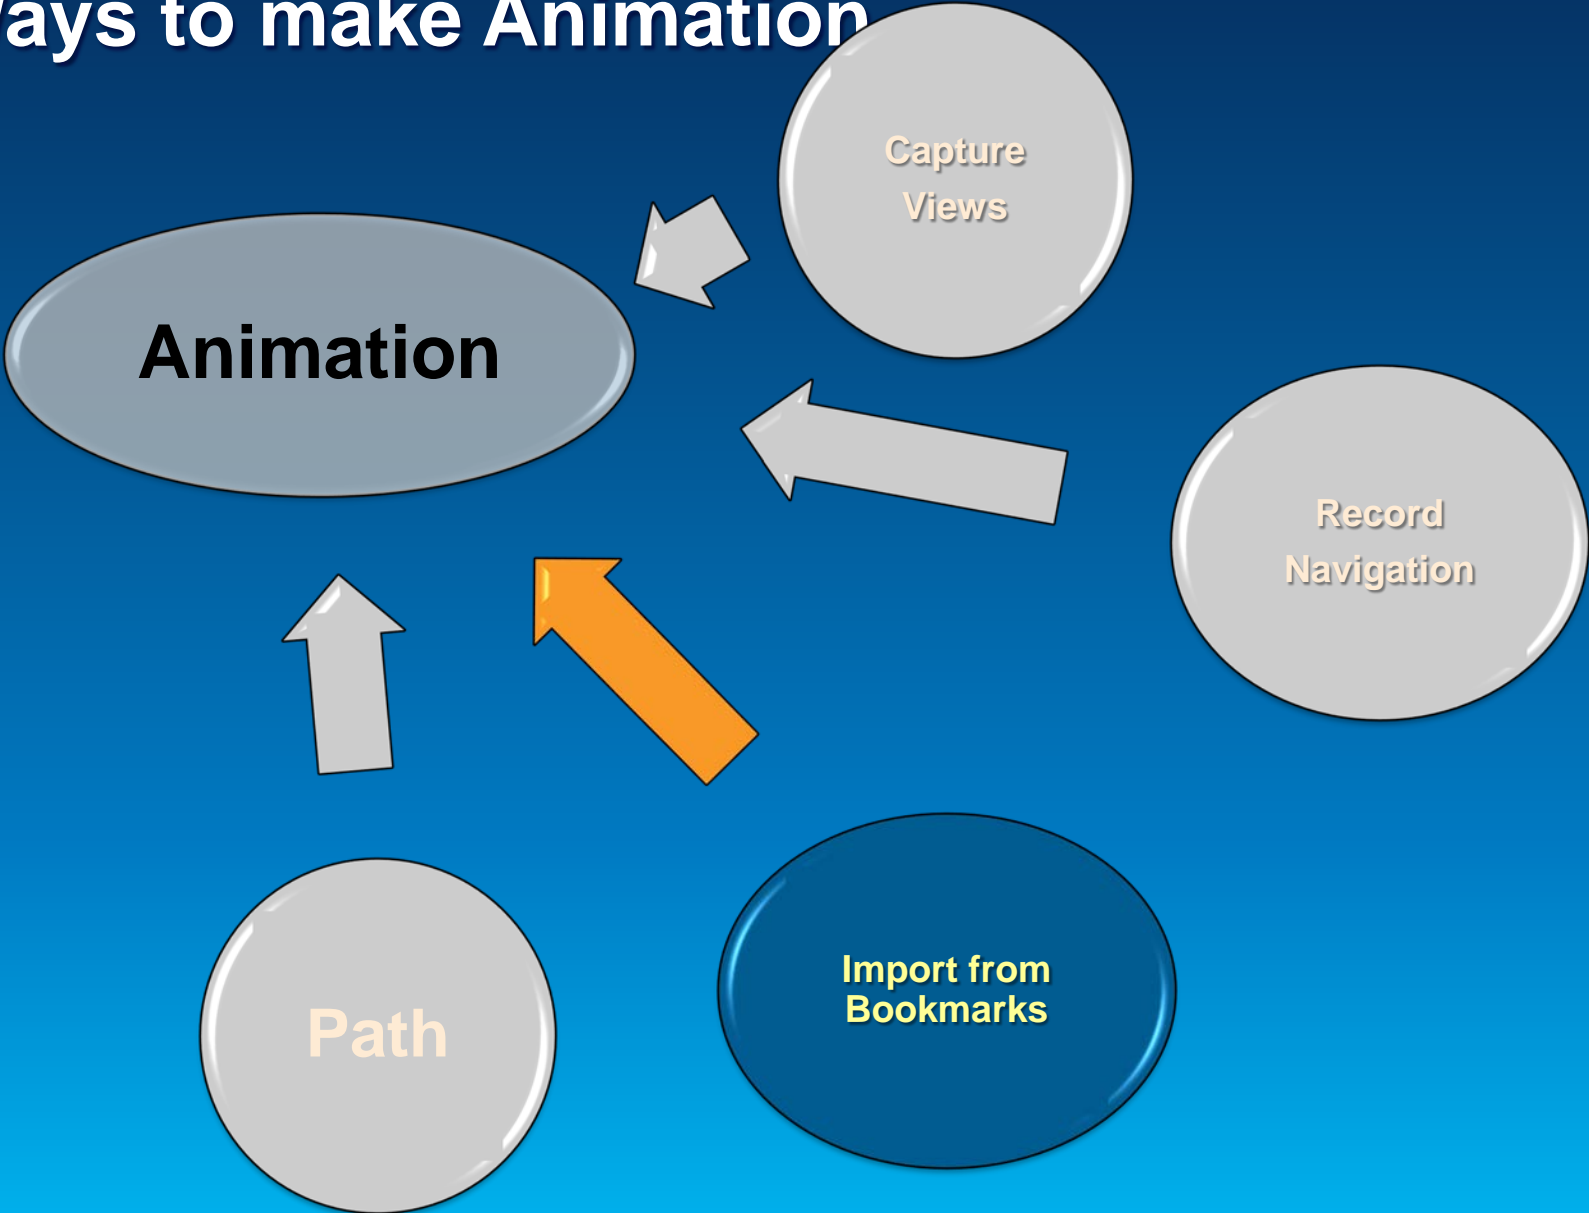 ays to make Animation
Capture
Views
Animation
Record
Navigation
Import from
Bookmarks
Path